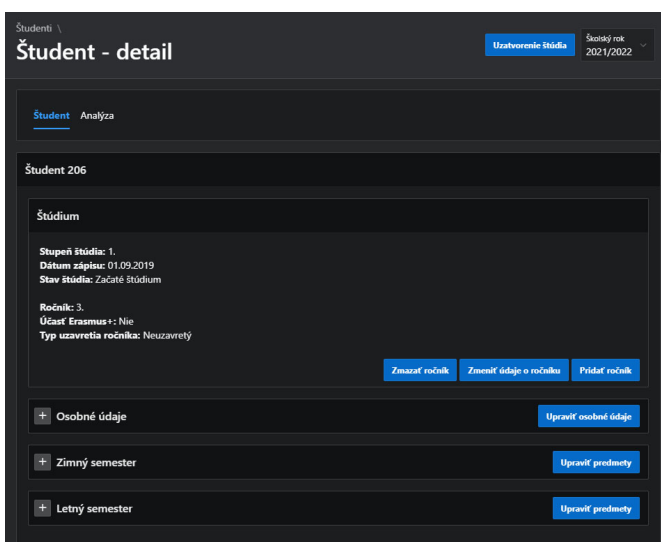 Študenti \
Študent - detail
Uzatvorenie štúdia
Školský rok
2021/2022
Študent Analýza
Študent 206
Štúdium
Stupeň štúdia: 1.
Dátum zápisu: 01.09.2019
Stav štúdia: Začaté štúdium
Ročník: 3.
Účasť Erasmus+: Nie
Typ uzavretia ročníka: Neuzavretý
Zmazať ročník Zmeniť údaje o ročníku Pridať ročník
+ Osobné údaje Upraviť osobné údaje
+ Zimný semester Upraviť predmety
+ Letný semester Upraviť predmety